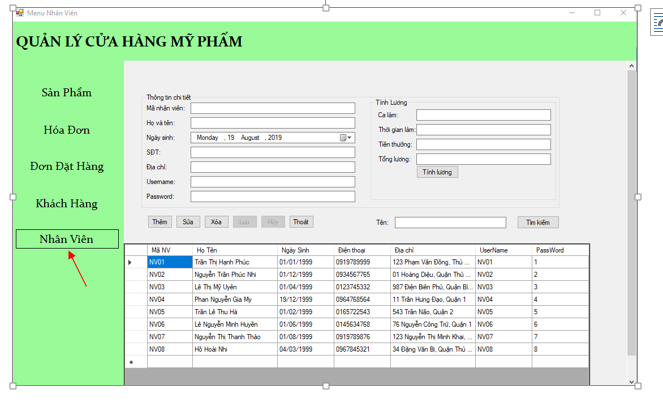 Menu Nhân Viên
QUẢN LÝ CỬA HÀNG MỸ PHẨM
Sản Phẩm
Hóa Đơn
Đơn Đặt Hàng
Khách Hàng
Nhân Viên
Thông tin chi tiết
Mã nhân viên:
Họ và tên:
Ngày sinh: Monday , 19 August , 2019
SĐT:
Địa chỉ:
Username:
Password:
Tính Lương
Ca làm:
Thời gian làm:
Tiền thưởng:
Tổng lương:
Tính lương
Thêm Sửa Xóa Lưu Hủy Thoát Tên: Tìm kiếm
Mã NV Họ Tên Ngày Sinh Điện thoại Địa chỉ UserName PassWord
NV01 Trần Thị Hạnh Phúc 01/01/1999 0919789999 123 Phạm Văn Đồng, Thủ ... NV01 1
NV02 Nguyễn Trần Phúc Nhi 01/12/1999 0934567765 01 Hoàng Diệu, Quận Thủ ... NV02 2
NV03 Lê Thị Mỹ Uyên 01/04/1999 0123745332 987 Điện Biên Phủ, Quận Bì... NV03 3
NV04 Phan Nguyễn Gia My 19/12/1999 0964768564 11 Trần Hưng Đạo, Quận 1 NV04 4
NV05 Trần Lê Thu Hà 01/02/1999 0165722543 543 Trần Não, Quận 2 NV05 5
NV06 Lê Nguyễn Minh Huyền 01/06/1999 0145634768 76 Nguyễn Công Trứ, Quận 1 NV06 6
NV07 Nguyễn Thị Thanh Thảo 01/08/1999 0919789876 123 Nguyễn Thị Minh Khai, ... NV07 7
NV08 Hồ Hoài Nhi 04/03/1999 0967845321 34 Đặng Văn Bi, Quận Thủ ... NV08 8